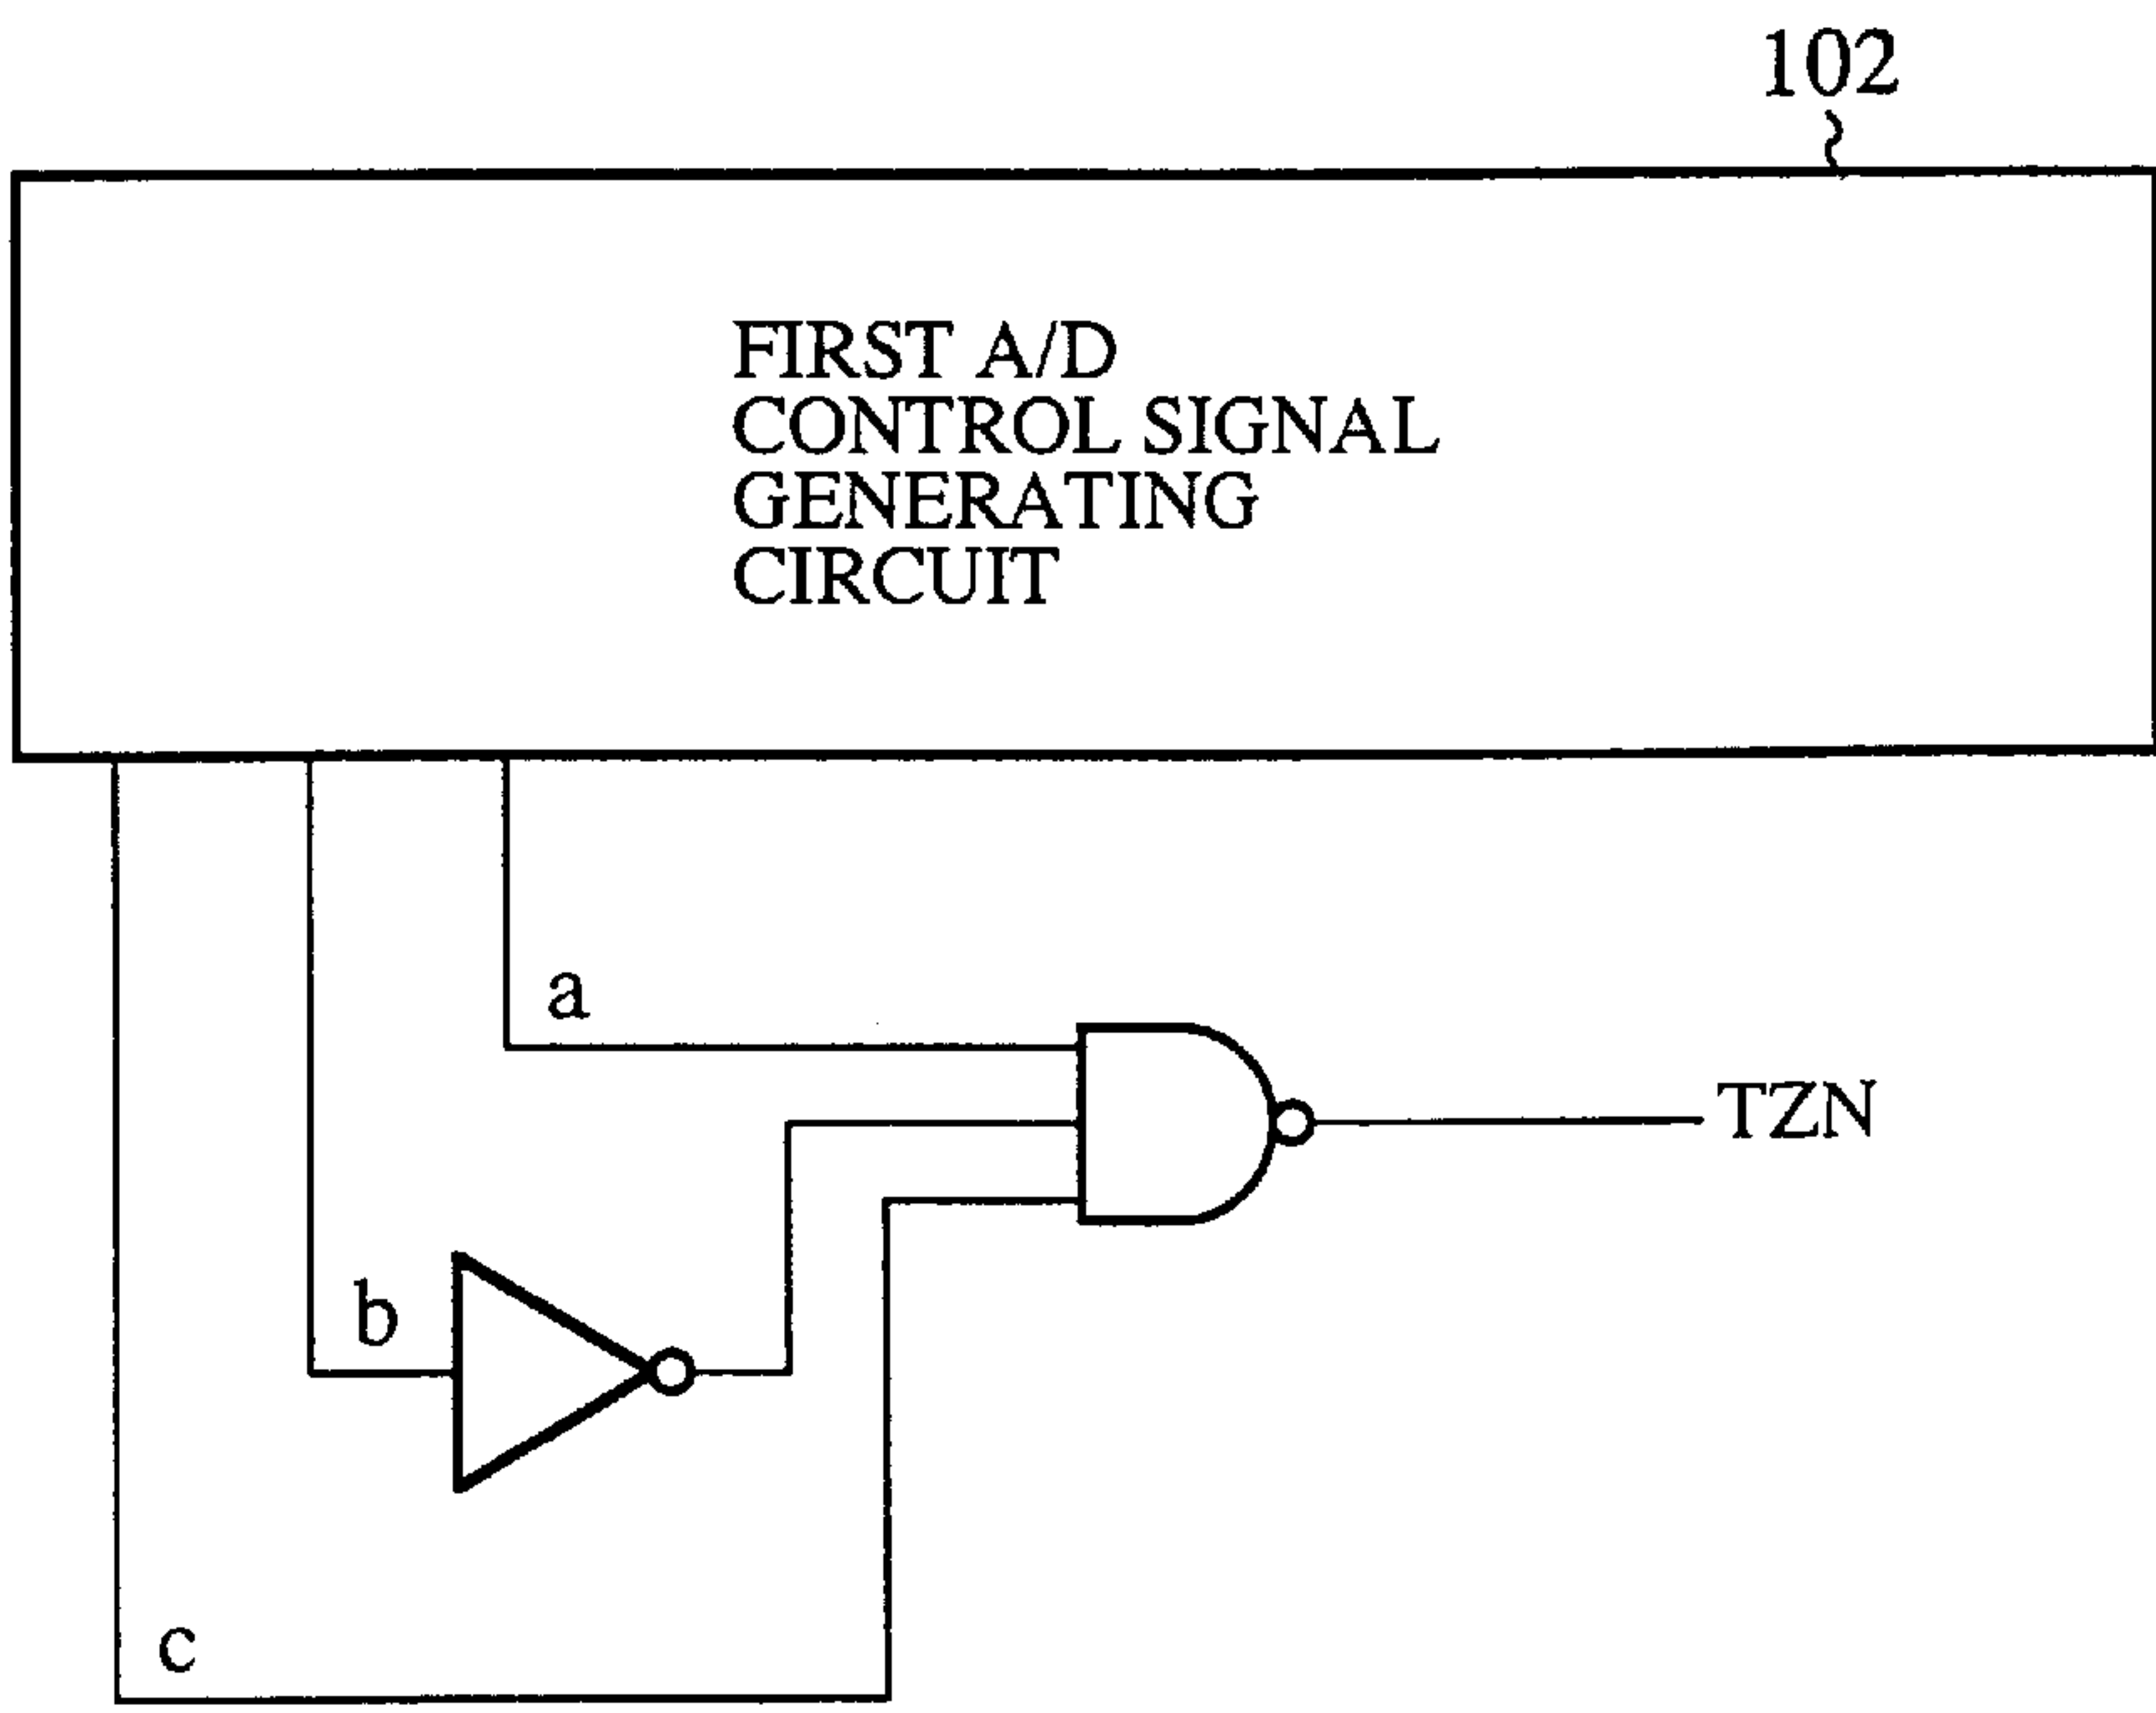 102
FIRST A/D
CONTROL SIGNAL
GENERATING
CIRCUIT
a
TZN
b
c